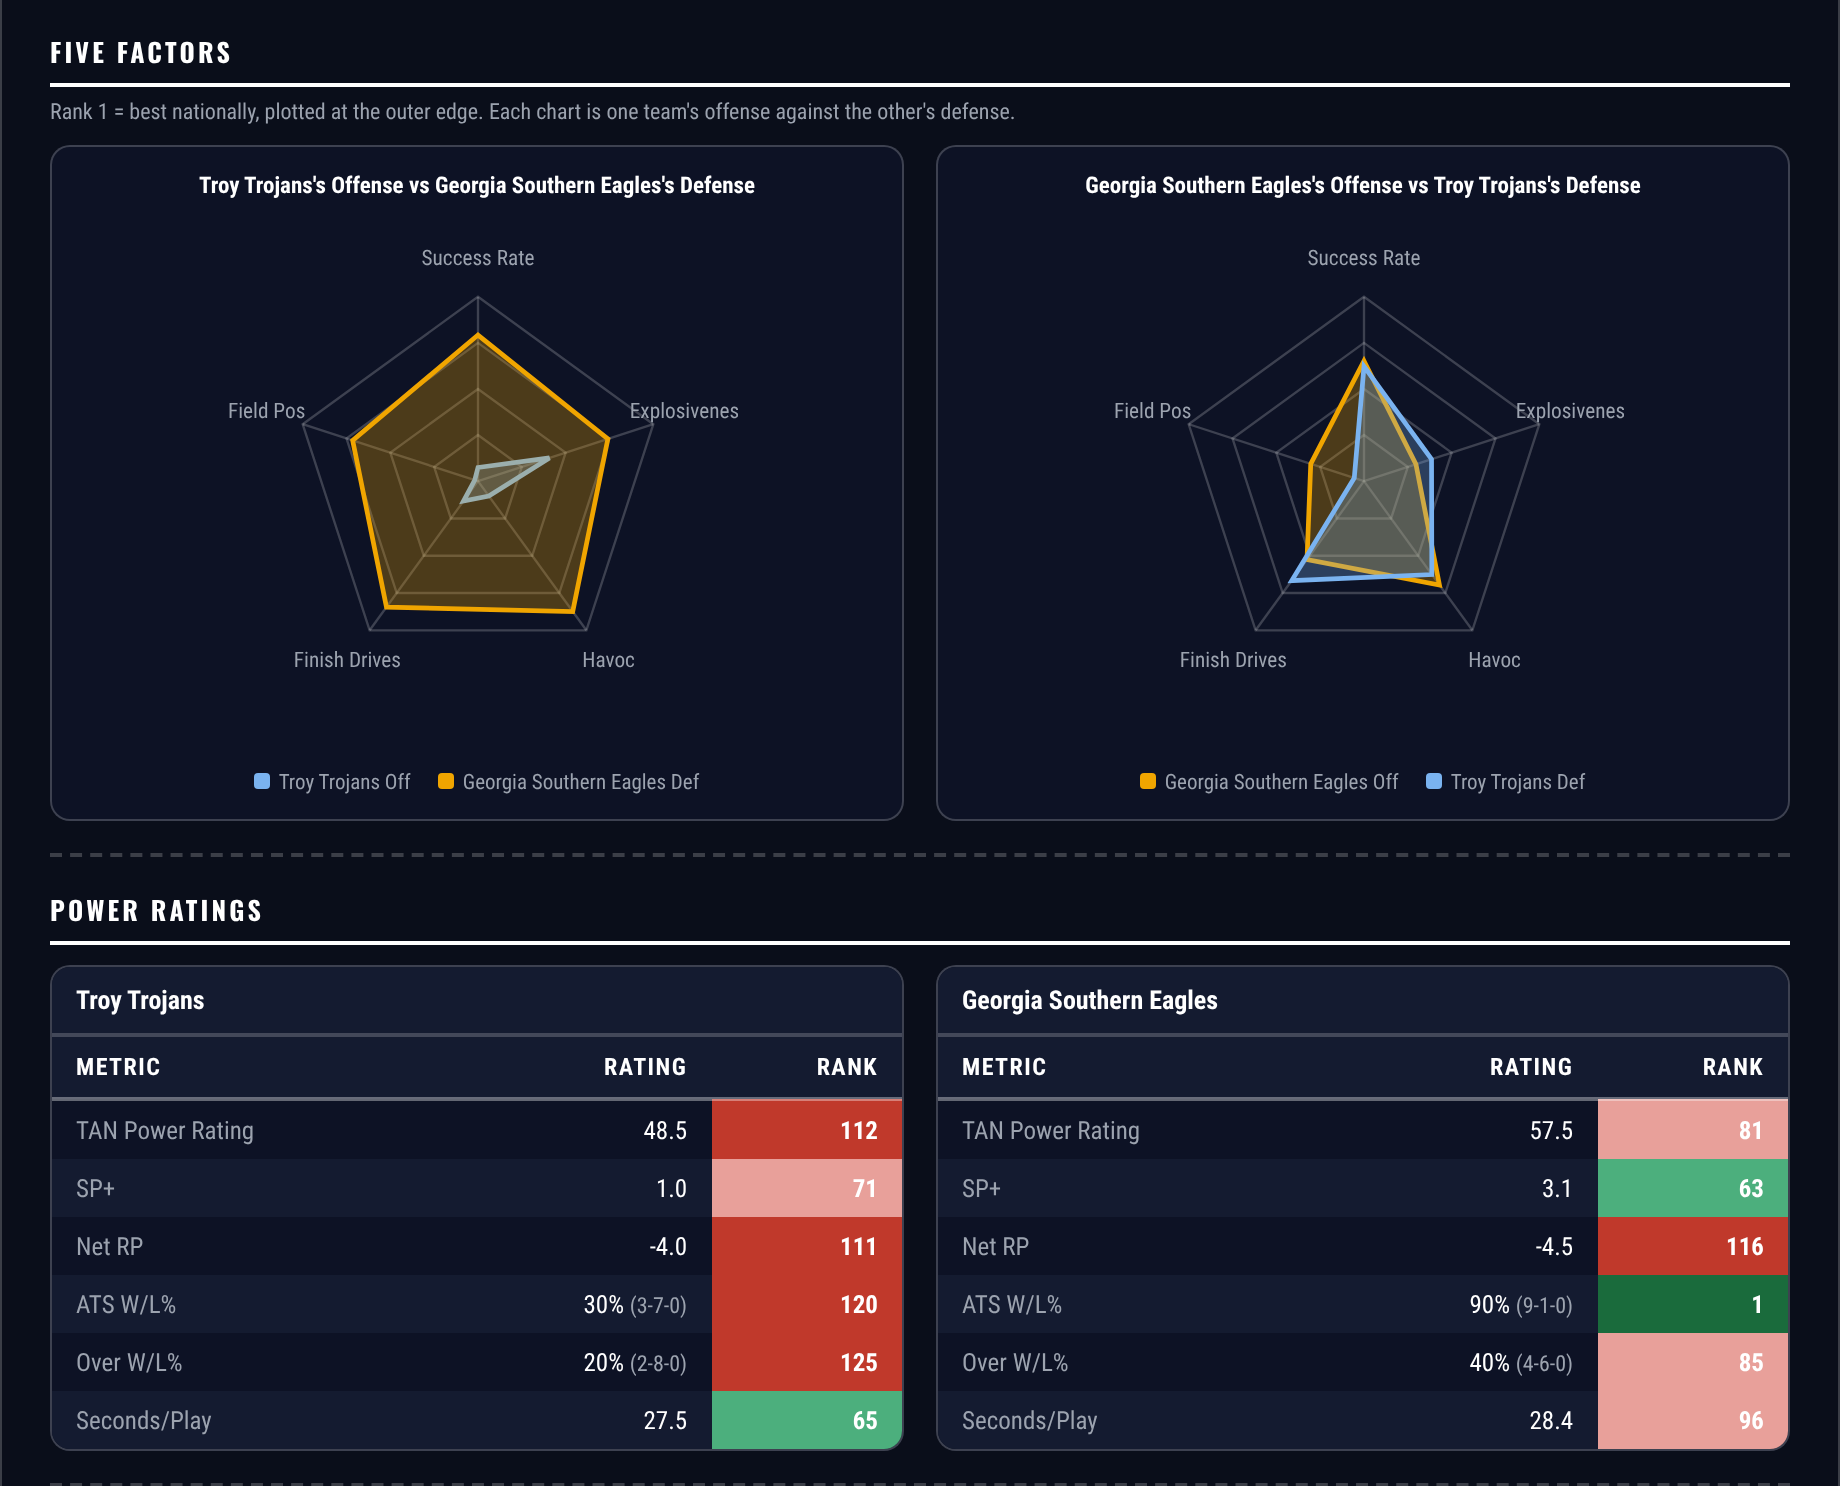 FIVE FACTORS
Rank 1 = best nationally, plotted at the outer edge. Each chart is one team's offense against the other's defense.
Troy Trojans's Offense vs Georgia Southern Eagles's Defense
Success Rate
Field Pos
Explosivenes
Finish Drives
Havoc
Troy Trojans Off
Georgia Southern Eagles Def
Georgia Southern Eagles's Offense vs Troy Trojans's Defense
Success Rate
Field Pos
Explosivenes
Finish Drives
Havoc
Georgia Southern Eagles Off
Troy Trojans Def
POWER RATINGS
Troy Trojans
METRIC RATING RANK
TAN Power Rating 48.5 112
SP+ 1.0 71
Net RP -4.0 111
ATS W/L% 30% (3-7-0) 120
Over W/L% 20% (2-8-0) 125
Seconds/Play 27.5 65
Georgia Southern Eagles
METRIC RATING RANK
TAN Power Rating 57.5 81
SP+ 3.1 63
Net RP -4.5 116
ATS W/L% 90% (9-1-0) 1
Over W/L% 40% (4-6-0) 85
Seconds/Play 28.4 96